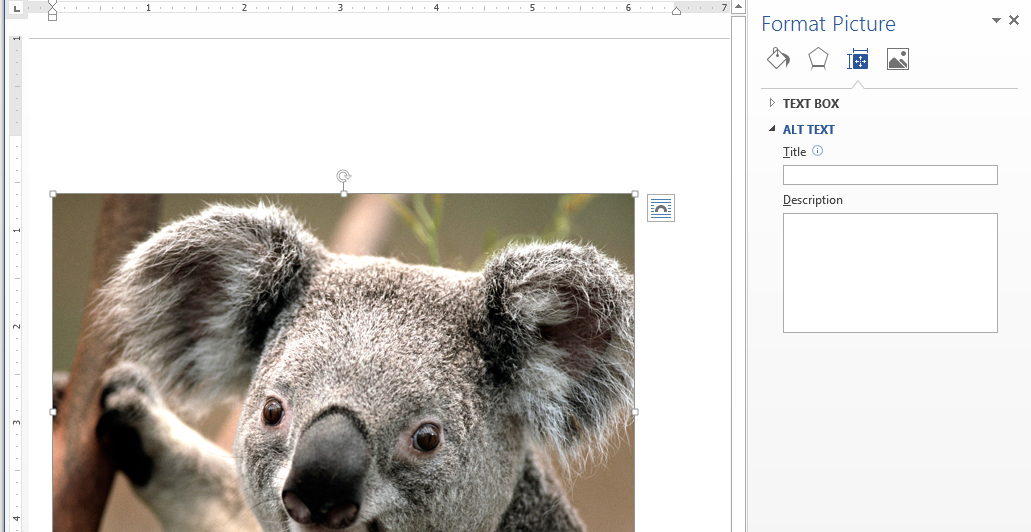 1 2 3 4 5 6 7
Format Picture
TEXT BOX
ALT TEXT
Title
Description
1
1
2
3
4